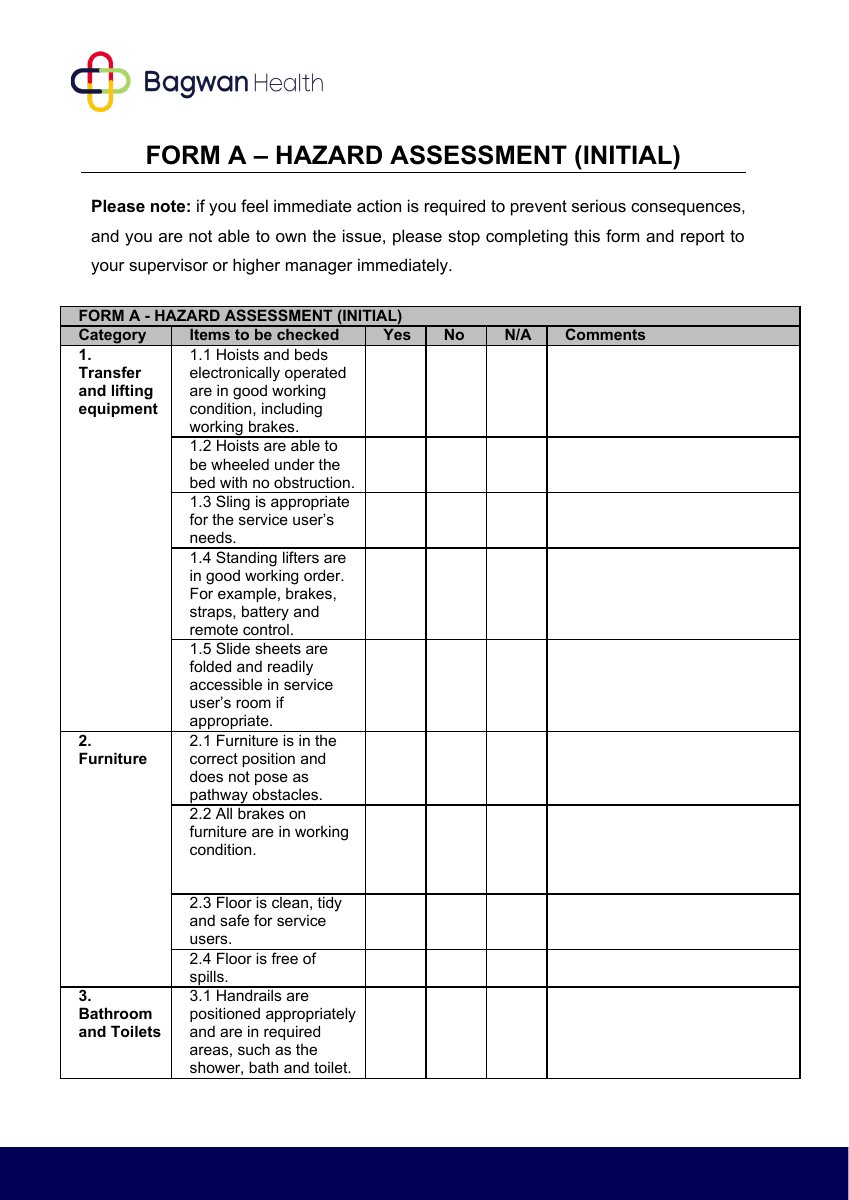 Bagwan Health
FORM A – HAZARD ASSESSMENT (INITIAL)
Please note: if you feel immediate action is required to prevent serious consequences,
and you are not able to own the issue, please stop completing this form and report to
your supervisor or higher manager immediately.
FORM A - HAZARD ASSESSMENT (INITIAL)
Category Items to be checked Yes No N/A Comments
1.
Transfer
and lifting
equipment
1.1 Hoists and beds
electronically operated
are in good working
condition, including
working brakes.
1.2 Hoists are able to
be wheeled under the
bed with no obstruction.
1.3 Sling is appropriate
for the service user’s
needs.
1.4 Standing lifters are
in good working order.
For example, brakes,
straps, battery and
remote control.
1.5 Slide sheets are
folded and readily
accessible in service
user’s room if
appropriate.
2.
Furniture
2.1 Furniture is in the
correct position and
does not pose as
pathway obstacles.
2.2 All brakes on
furniture are in working
condition.
2.3 Floor is clean, tidy
and safe for service
users.
2.4 Floor is free of
spills.
3.
Bathroom
and Toilets
3.1 Handrails are
positioned appropriately
and are in required
areas, such as the
shower, bath and toilet.